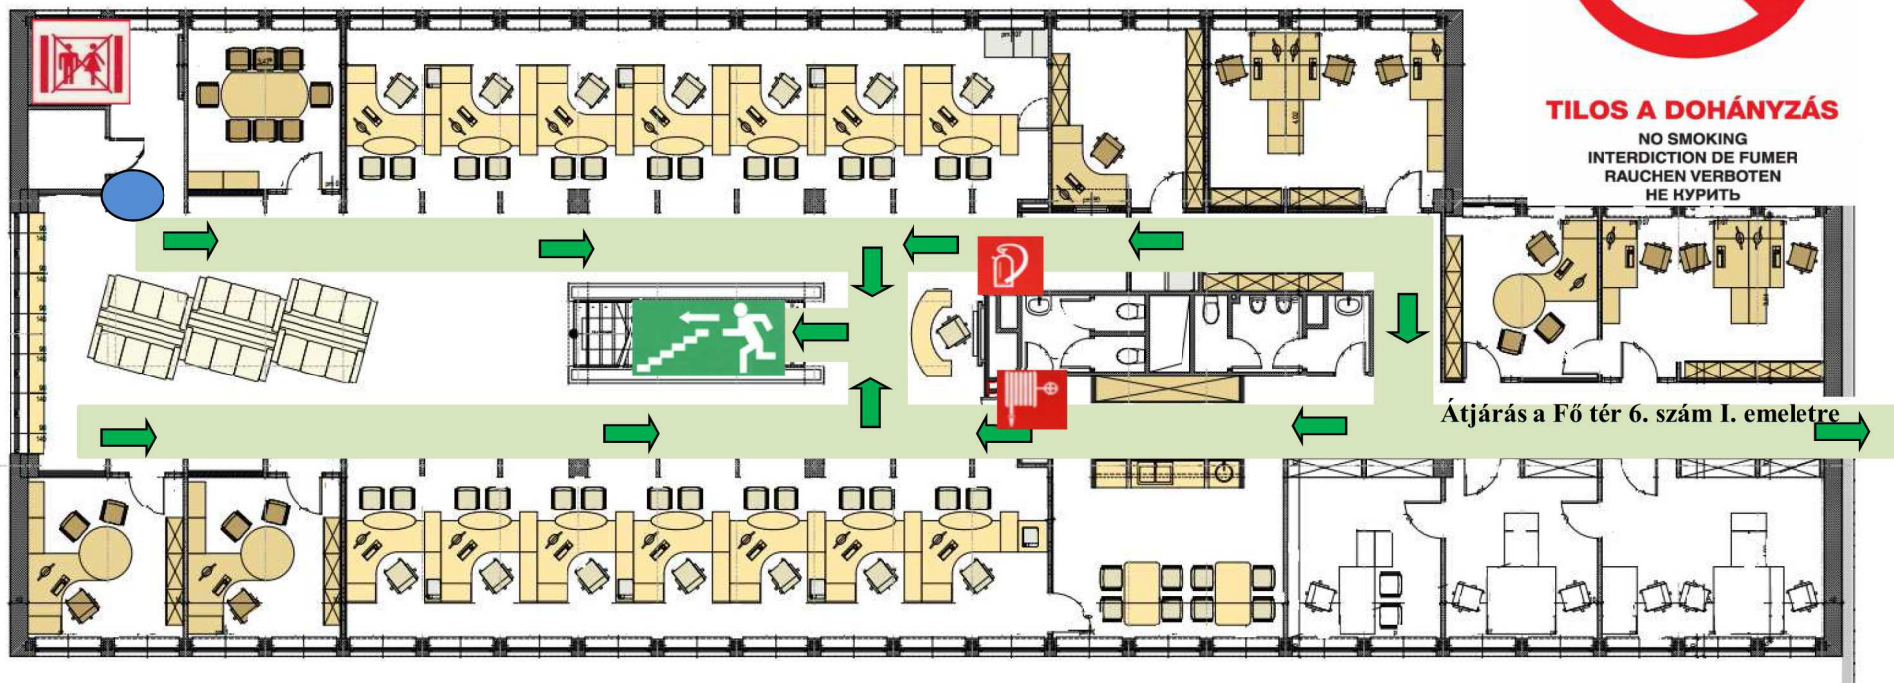 TILOS A DOHÁNYZÁS
NO SMOKING
INTERDICTION DE FUMER
RAUCHEN VERBOTEN
НЕ КУРИТЬ
Átjárás a Fő tér 6. szám I. emeletre